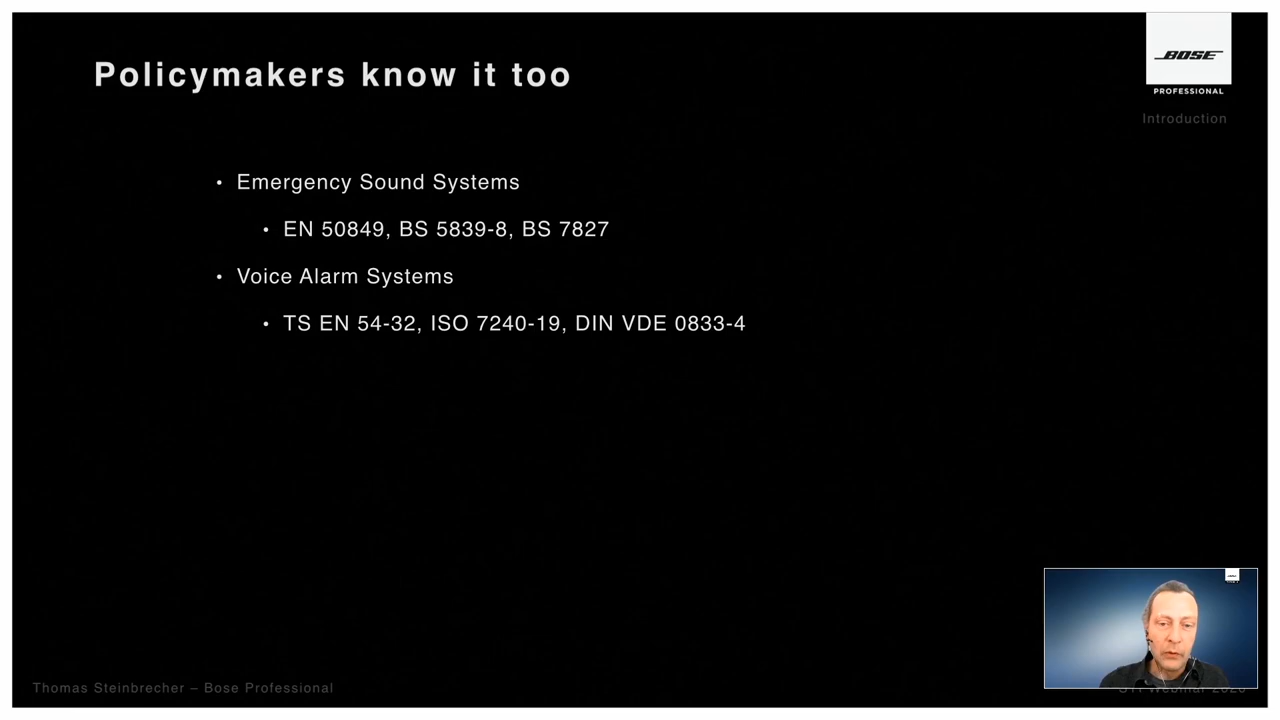 Policymakers know it too
BOSE
PROFESSIONAL
Introduction
• Emergency Sound Systems
• EN 50849, BS 5839-8, BS 7827
• Voice Alarm Systems
• TS EN 54-32, ISO 7240-19, DIN VDE 0833-4
Thomas Steinbrecher – Bose Professional